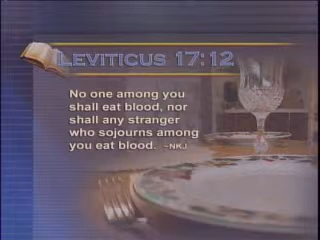 Leviticus 17:12
No one among you
shall eat blood, nor
shall any stranger
who sojourns among
you eat blood. ~NKJ